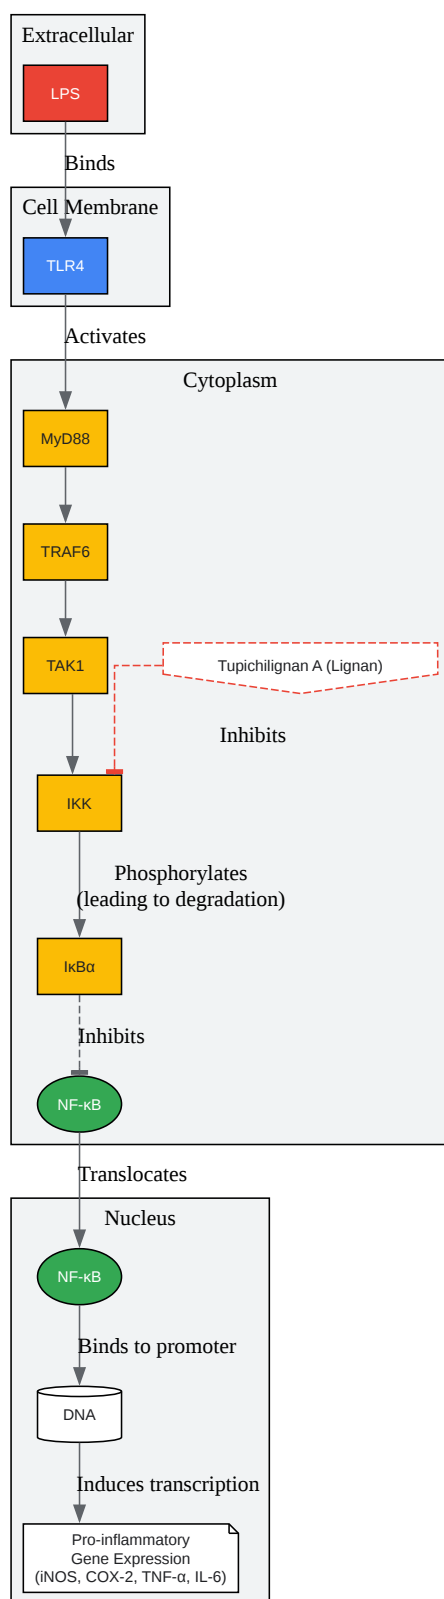 Extracellular
LPS
Binds
Cell Membrane
TLR4
Activates
Cytoplasm
MyD88
TRAF6
TAK1
Tupichilignan A (Lignan)
Inhibits
IKK
Phosphorylates
(leading to degradation)
IκBα
Inhibits
NF-κB
Translocates
Nucleus
NF-κB
Binds to promoter
DNA
Induces transcription
Pro-inflammatory
Gene Expression
(iNOS, COX-2, TNF-α, IL-6)